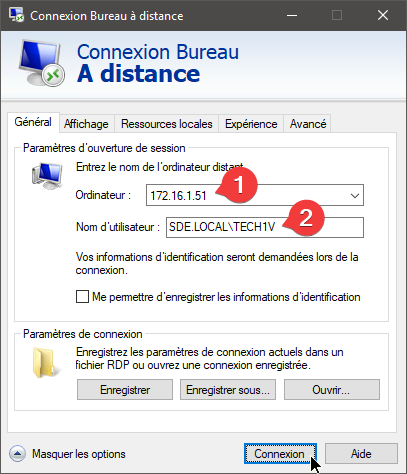 Connexion Bureau à distance
Connexion Bureau
A distance
Général Affichage Ressources locales Expérience Avancé
Paramètres d'ouverture de session
Entrez le nom de l'ordinateur distant.
Ordinateur : 172.16.1.51 1
Nom d'utilisateur : SDE.LOCAL\TECH1V 2
Vos informations d'identification seront demandées lors de la
connexion.
Me permettre d'enregistrer les informations d'identification
Paramètres de connexion
Enregistrez les paramètres de connexion actuels dans un
fichier RDP ou ouvrez une connexion enregistrée.
Enregistrer Enregistrer sous... Ouvrir...
Masquer les options Connexion Aide